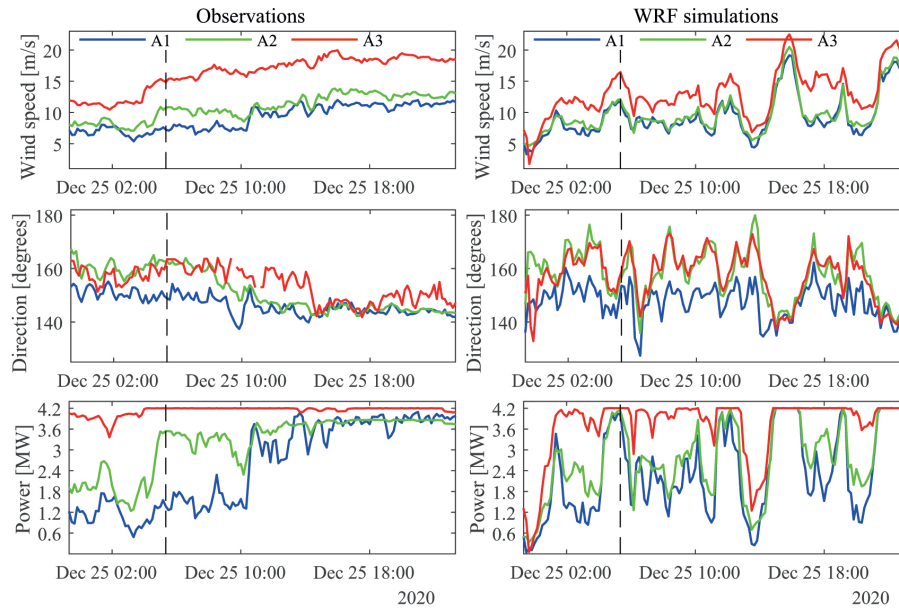 Observations
A1 A2 A3
Wind speed [m/s]
20
15
10
5
Dec 25 02:00 Dec 25 10:00 Dec 25 18:00
WRF simulations
A1 A2 A3
Wind speed [m/s]
20
15
10
5
Dec 25 02:00 Dec 25 10:00 Dec 25 18:00
Direction [degrees]
180
160
140
Dec 25 02:00 Dec 25 10:00 Dec 25 18:00
Direction [degrees]
180
160
140
Dec 25 02:00 Dec 25 10:00 Dec 25 18:00
Power [MW]
4.2
3.6
3
2.4
1.8
1.2
0.6
Dec 25 02:00 Dec 25 10:00 Dec 25 18:00
2020
Power [MW]
4.2
3.6
3
2.4
1.8
1.2
0.6
Dec 25 02:00 Dec 25 10:00 Dec 25 18:00
2020